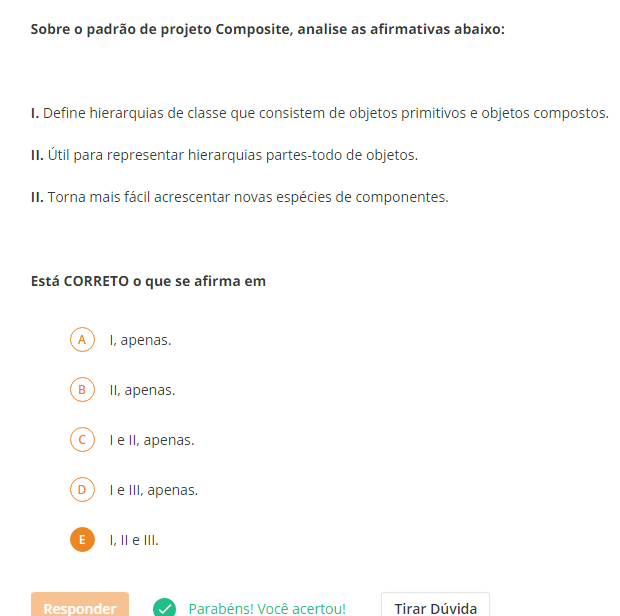 Sobre o padrão de projeto Composite, analise as afirmativas abaixo:
I. Define hierarquias de classe que consistem de objetos primitivos e objetos compostos.
II. Útil para representar hierarquias partes-todo de objetos.
II. Torna mais fácil acrescentar novas espécies de componentes.
Está CORRETO o que se afirma em
A I, apenas.
B II, apenas.
C I e II, apenas.
D I e III, apenas.
E I, II e III.
Responder Parabéns! Você acertou! Tirar Dúvida